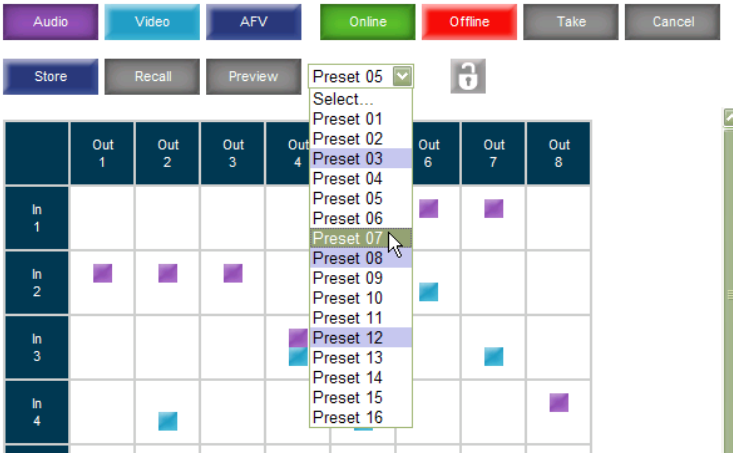 Audio Video AFV Online Offline Take Cancel
Store Recall Preview Preset 05
Select...
Preset 01
Preset 02
Preset 03
Preset 04
Preset 05
Preset 06
Preset 07
Preset 08
Preset 09
Preset 10
Preset 11
Preset 12
Preset 13
Preset 14
Preset 15
Preset 16
Out Out Out Out Out Out Out
1 2 3 4 6 7 8
In
1
In
2
In
3
In
4